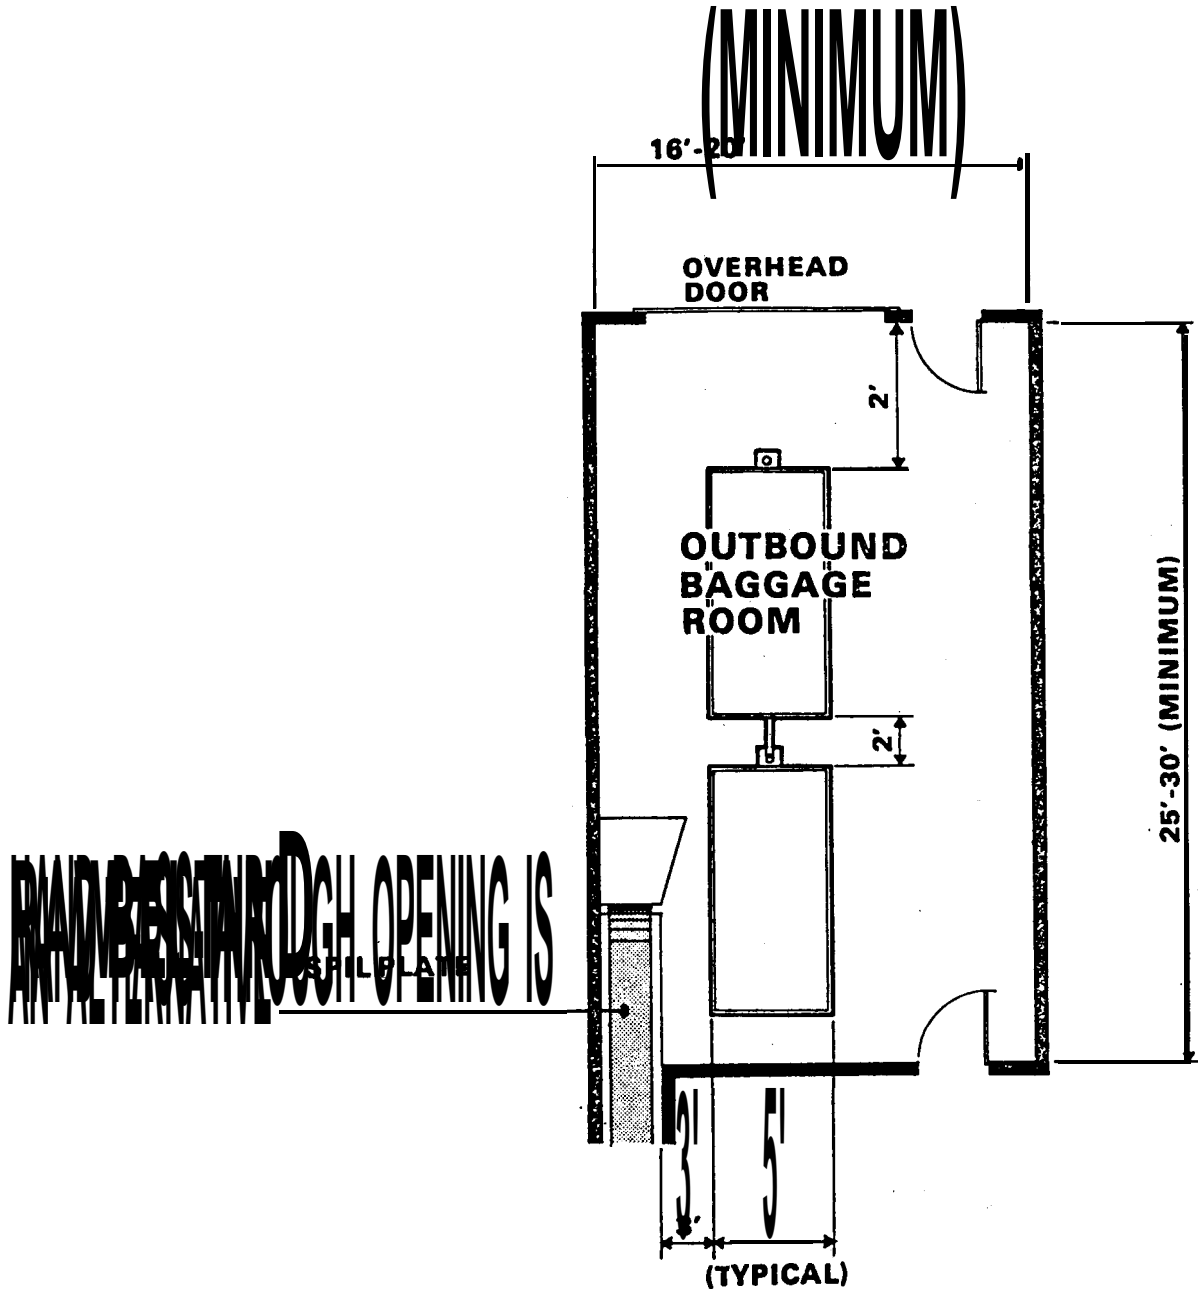 (MINIMUM)
16'-20'
OVERHEAD
DOOR
2'
OUTBOUND
BAGGAGE
ROOM
2'
25'-30' (MINIMUM)
OPENING IS
PLATE
3'
5'
(TYPICAL)